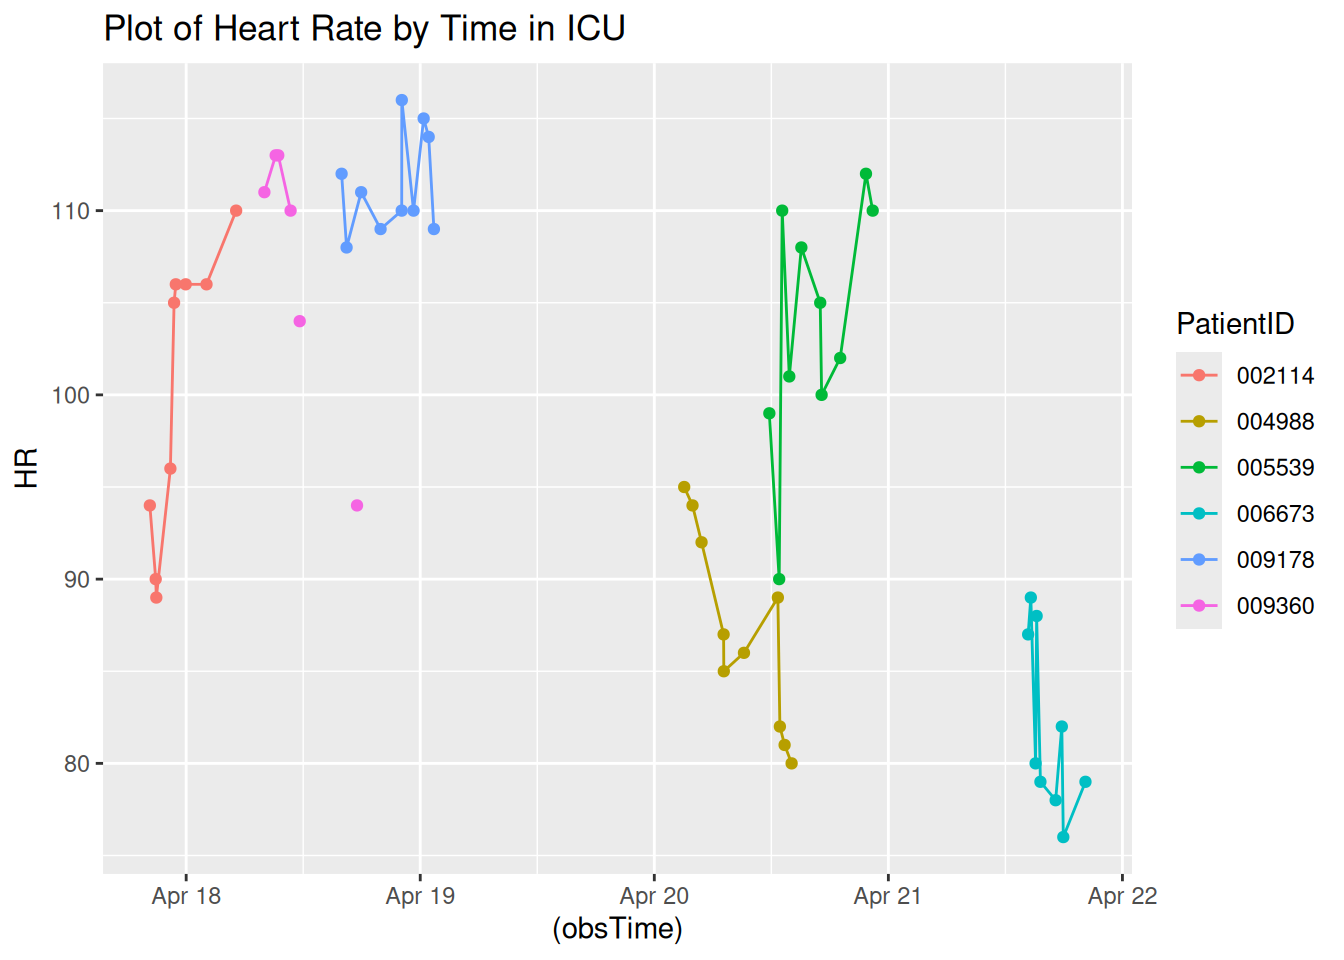 Plot of Heart Rate by Time in ICU
HR
110
100
90
80
Apr 18
Apr 19
Apr 20
Apr 21
Apr 22
(obsTime)
PatientID
002114
004988
005539
006673
009178
009360